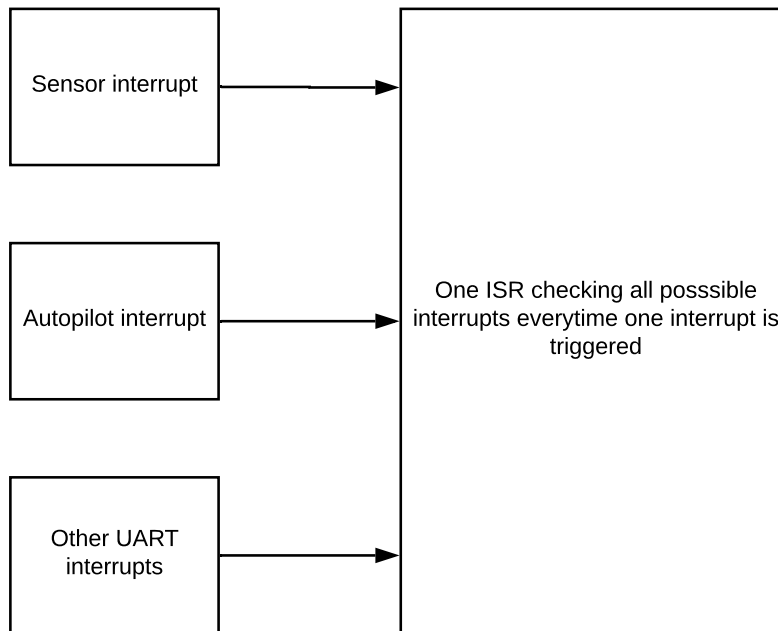 Sensor interrupt
Autopilot interrupt
One ISR checking all posssible
interrupts everytime one interrupt is
triggered
Other UART
interrupts